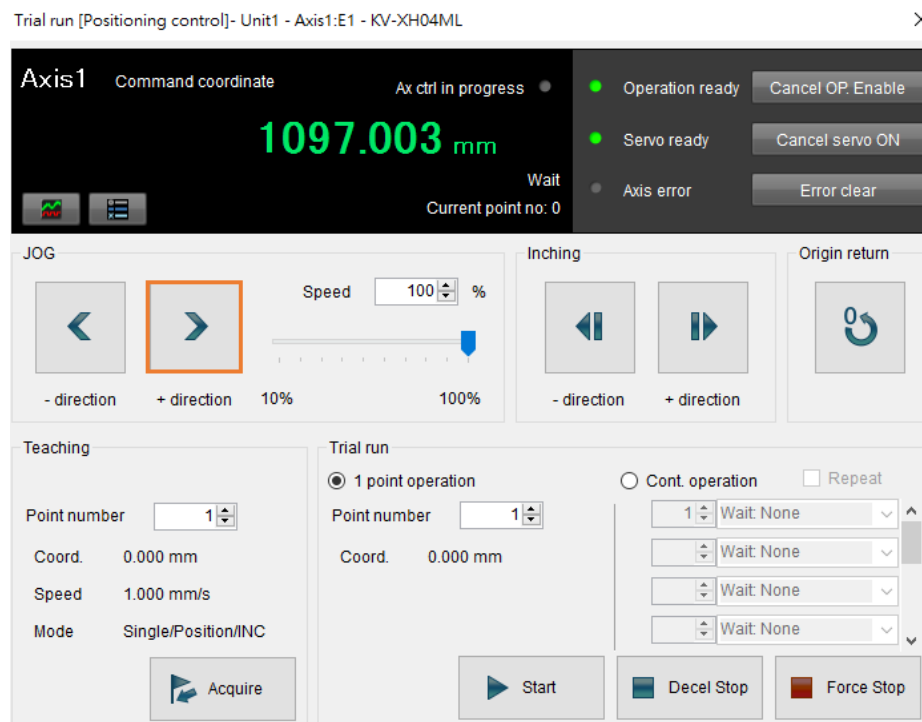 Trial run [Positioning control]- Unit1 - Axis1:E1 - KV-XH04ML
Axis1 Command coordinate
Ax ctrl in progress
1097.003 mm
Wait
Current point no: 0
Operation ready Cancel OP. Enable
Servo ready Cancel servo ON
Axis error Error clear
JOG
Speed 100 %
- direction + direction 10% 100%
Inching
- direction + direction
Origin return
0
Teaching
Point number 1
Coord. 0.000 mm
Speed 1.000 mm/s
Mode Single/Position/INC
Acquire
Trial run
1 point operation
Point number 1
Coord. 0.000 mm
Cont. operation Repeat
1 Wait: None
Wait: None
Wait: None
Wait: None
Start Decel Stop Force Stop